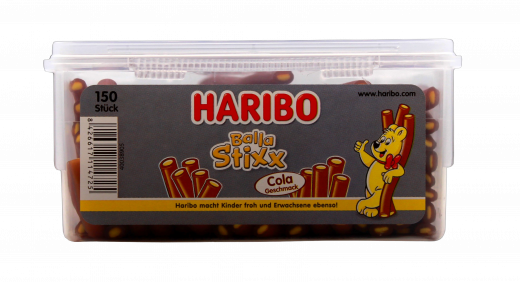 150
Stück
HARIBO
www.haribo.com
Balla
Stixx
Cola
Geschmack
Haribo macht Kinder froh und Erwachsene ebenso!